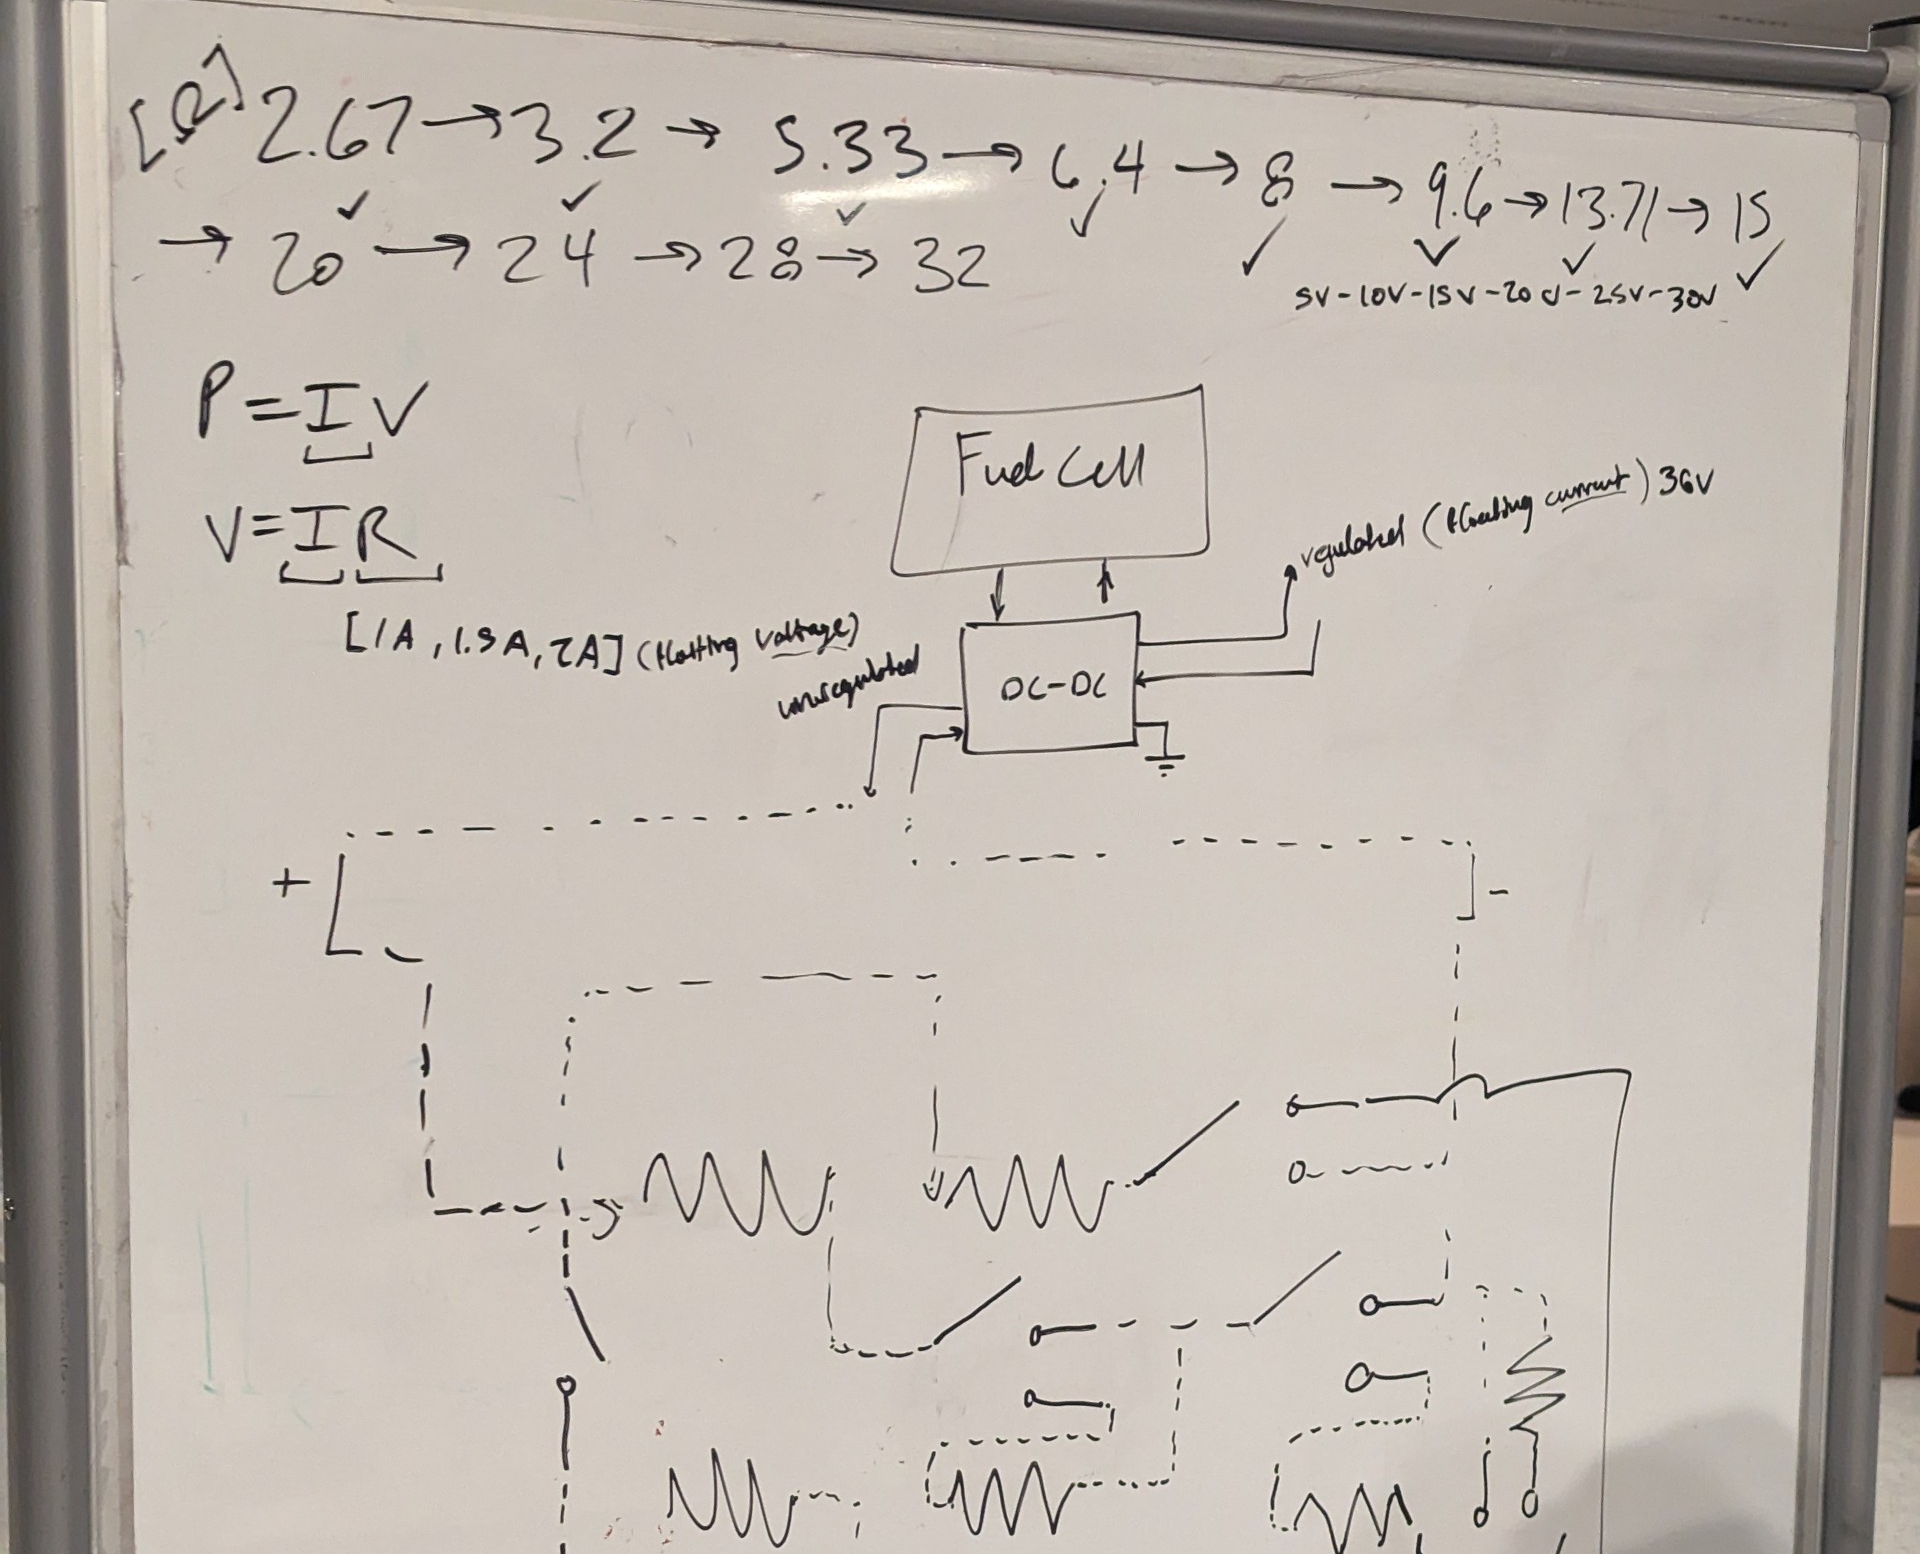 [Ω] 2.67 → 3.2 → 5.33 → 6.4 → 8 → 9.6 → 13.71 → 15
✓ ✓ ✓ ✓ ✓ ✓ ✓ ✓
→ 20 → 24 → 28 → 32
5V-10V-15V-20V-25V-30V
P=IV
V=IR
[1A, 1.5A, 2A] (floating voltage)
unregulated
Fuel Cell
regulated (floating current) 36V
DC-DC
+
-